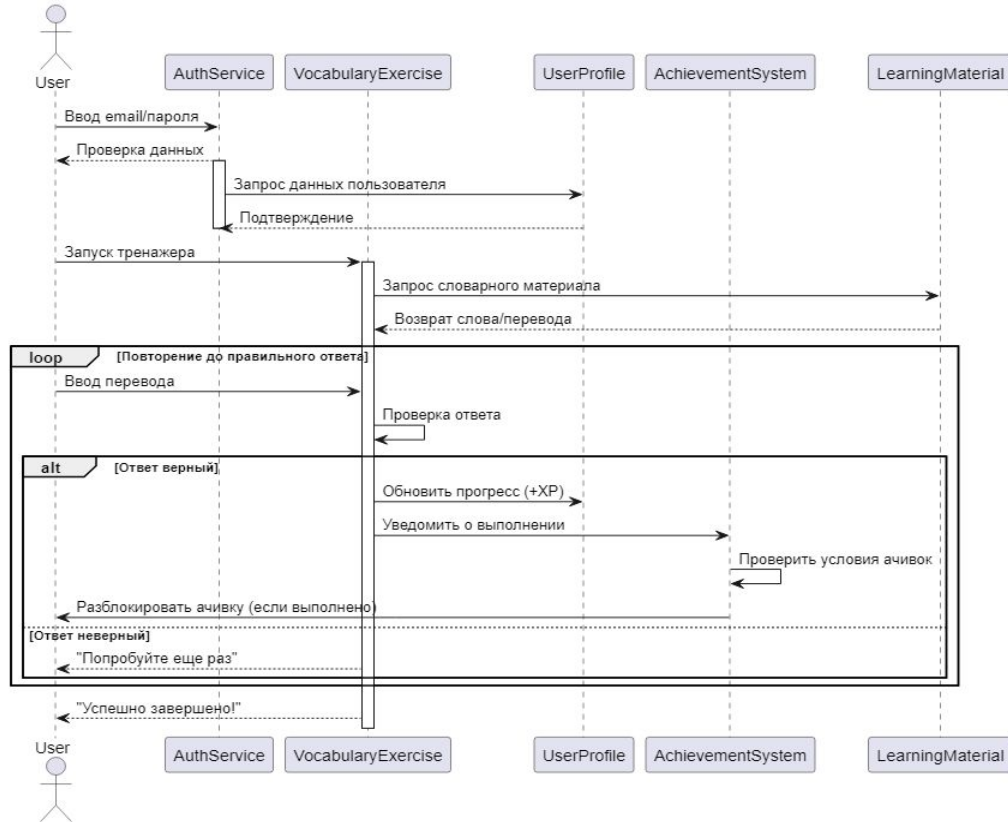 User
AuthService
VocabularyExercise
UserProfile
AchievementSystem
LearningMaterial
Ввод email/пароля
Проверка данных
Запрос данных пользователя
Подтверждение
Запуск тренажера
Запрос словарного материала
Возврат слова/перевода
loop [Повторение до правильного ответа]
Ввод перевода
Проверка ответа
alt [Ответ верный]
Обновить прогресс (+XP)
Уведомить о выполнении
Проверить условия ачивок
Разблокировать ачивку (если выполнено)
[Ответ неверный]
"Попробуйте еще раз"
"Успешно завершено!"
User
AuthService
VocabularyExercise
UserProfile
AchievementSystem
LearningMaterial